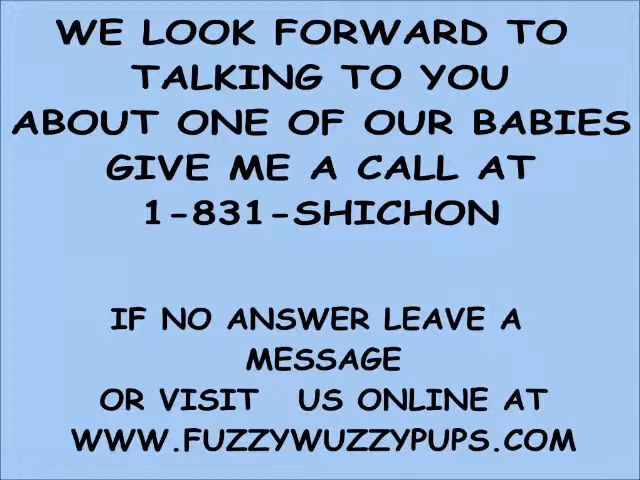 WE LOOK FORWARD TO
TALKING TO YOU
ABOUT ONE OF OUR BABIES
GIVE ME A CALL AT
1-831-SHICHON
IF NO ANSWER LEAVE A
MESSAGE
OR VISIT US ONLINE AT
WWW.FUZZYWUZZYPUPS.COM